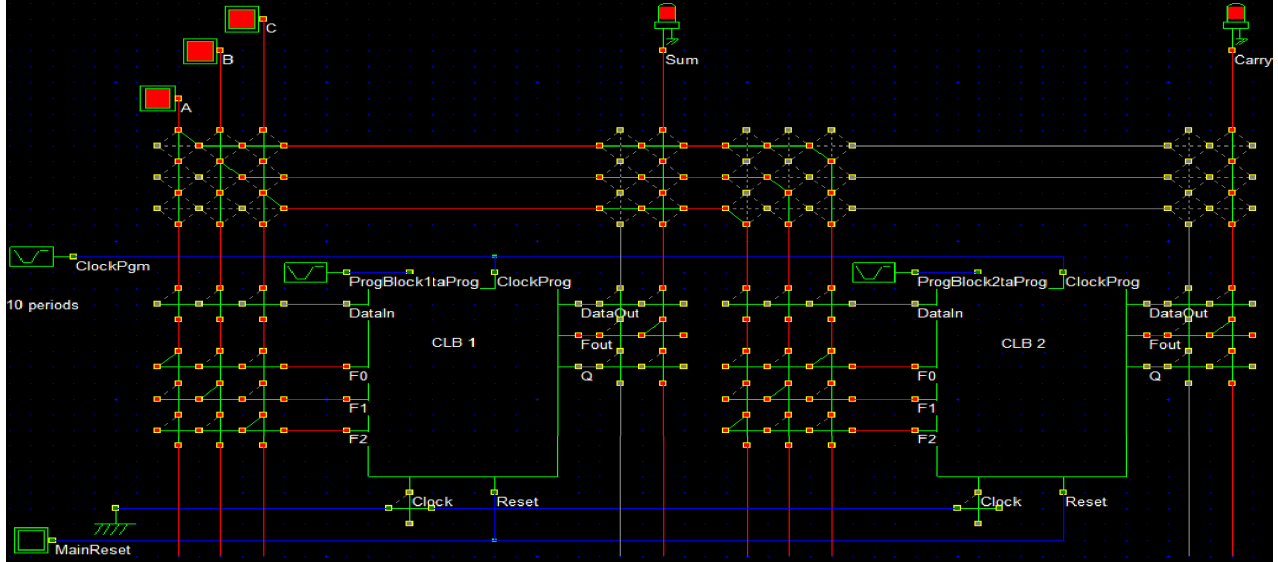 C
B
A
Sum
Carry
ClockPgm
10 periods
ProgBlock1taProg ClockProg
DataIn
CLB 1
DataOut
Fout
Q
F0
F1
F2
Clock
Reset
ProgBlock2taProg ClockProg
DataIn
CLB 2
DataOut
Fout
Q
F0
F1
F2
Clock
Reset
MainReset